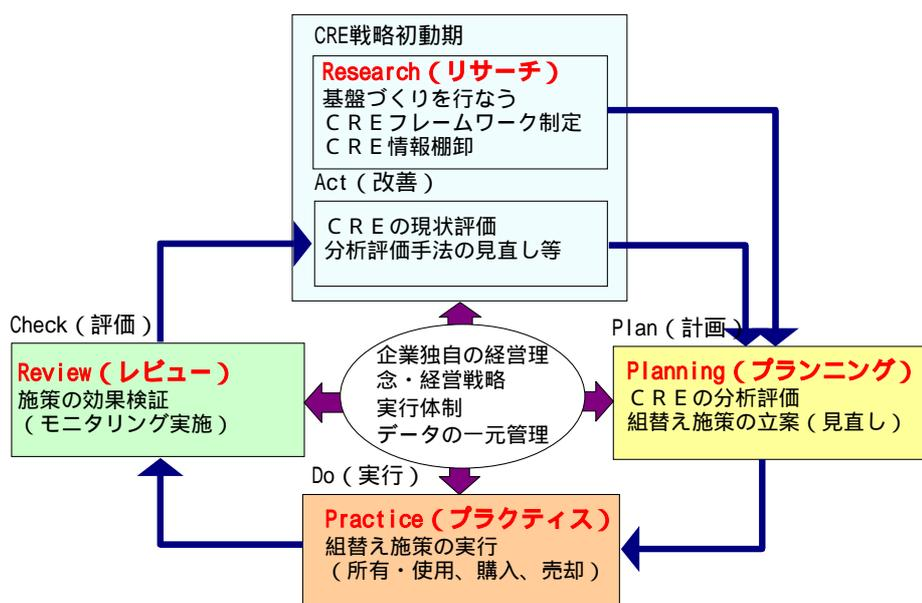 CRE戦略初動期
Research(リサーチ)
基盤づくりを行なう
CREフレームワーク制定
CRE情報棚卸
Act(改善)
CREの現状評価
分析評価手法の見直し等
Check(評価)
Review(レビュー)
施策の効果検証
(モニタリング実施)
企業独自の経営理
念・経営戦略
実行体制
データの一元管理
Plan(計画)
Planning(プランニング)
CREの分析評価
組替え施策の立案(見直し)
Do(実行)
Practice(プラクティス)
組替え施策の実行
(所有・使用、購入、売却)